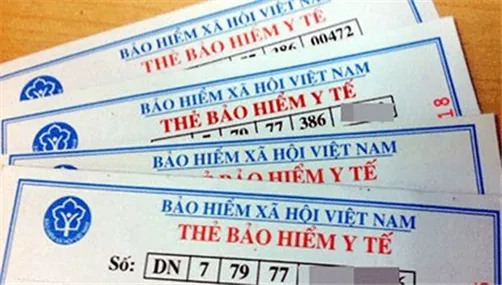 BẢO HIỂM XÃ HỘI VIỆT NAM
THẺ BẢO HIỂM Y TẾ
386 00472
BẢO HIỂM XÃ HỘI VIỆT NAM
THẺ BẢO HIỂM Y TẾ
7 79 77 386
18
BẢO HIỂM XÃ HỘI VIỆT NAM
THẺ BẢO HIỂM Y TẾ
BẢO HIỂM XÃ HỘI VIỆT NAM
THẺ BẢO HIỂM Y TẾ
Số: DN 7 79 77